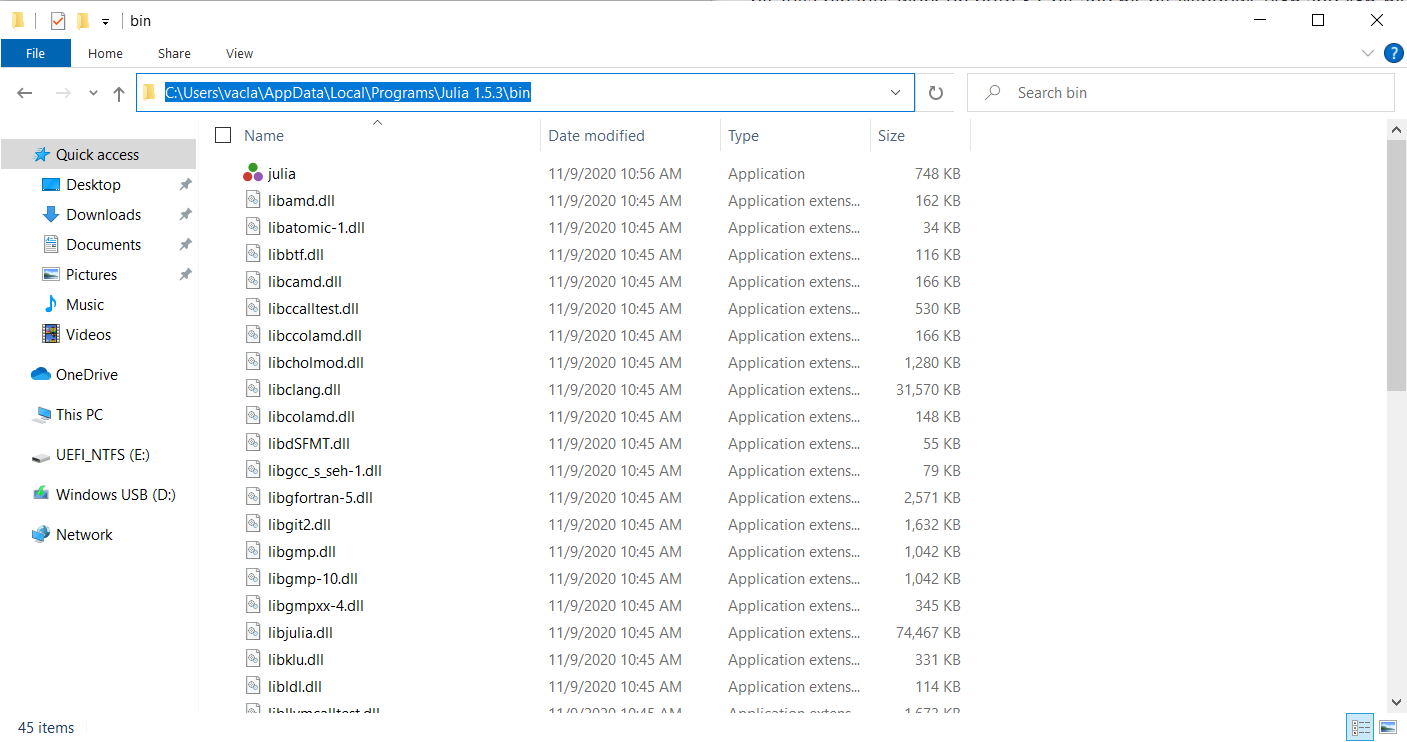 bin
File Home Share View
C:\Users\vacla\AppData\Local\Programs\Julia 1.5.3\bin Search bin
Name Date modified Type Size
Quick access
Desktop
Downloads
Documents
Pictures
Music
Videos
OneDrive
This PC
UEFI_NTFS (E:)
Windows USB (D:)
Network
julia 11/9/2020 10:56 AM Application 748 KB
libamd.dll 11/9/2020 10:45 AM Application extens... 162 KB
libatomic-1.dll 11/9/2020 10:45 AM Application extens... 34 KB
libbtf.dll 11/9/2020 10:45 AM Application extens... 116 KB
libcamd.dll 11/9/2020 10:45 AM Application extens... 166 KB
libccalltest.dll 11/9/2020 10:45 AM Application extens... 530 KB
libccolamd.dll 11/9/2020 10:45 AM Application extens... 166 KB
libcholmod.dll 11/9/2020 10:45 AM Application extens... 1,280 KB
libclang.dll 11/9/2020 10:45 AM Application extens... 31,570 KB
libcolamd.dll 11/9/2020 10:45 AM Application extens... 148 KB
libdSFMT.dll 11/9/2020 10:45 AM Application extens... 55 KB
libgcc_s_seh-1.dll 11/9/2020 10:45 AM Application extens... 79 KB
libgfortran-5.dll 11/9/2020 10:45 AM Application extens... 2,571 KB
libgit2.dll 11/9/2020 10:45 AM Application extens... 1,632 KB
libgmp.dll 11/9/2020 10:45 AM Application extens... 1,042 KB
libgmp-10.dll 11/9/2020 10:45 AM Application extens... 1,042 KB
libgmpxx-4.dll 11/9/2020 10:45 AM Application extens... 345 KB
libjulia.dll 11/9/2020 10:45 AM Application extens... 74,467 KB
libklu.dll 11/9/2020 10:45 AM Application extens... 331 KB
libldl.dll 11/9/2020 10:45 AM Application extens... 114 KB
libllvmcalltest.dll 11/9/2020 10:45 AM Application extens... 1,673 KB
45 items